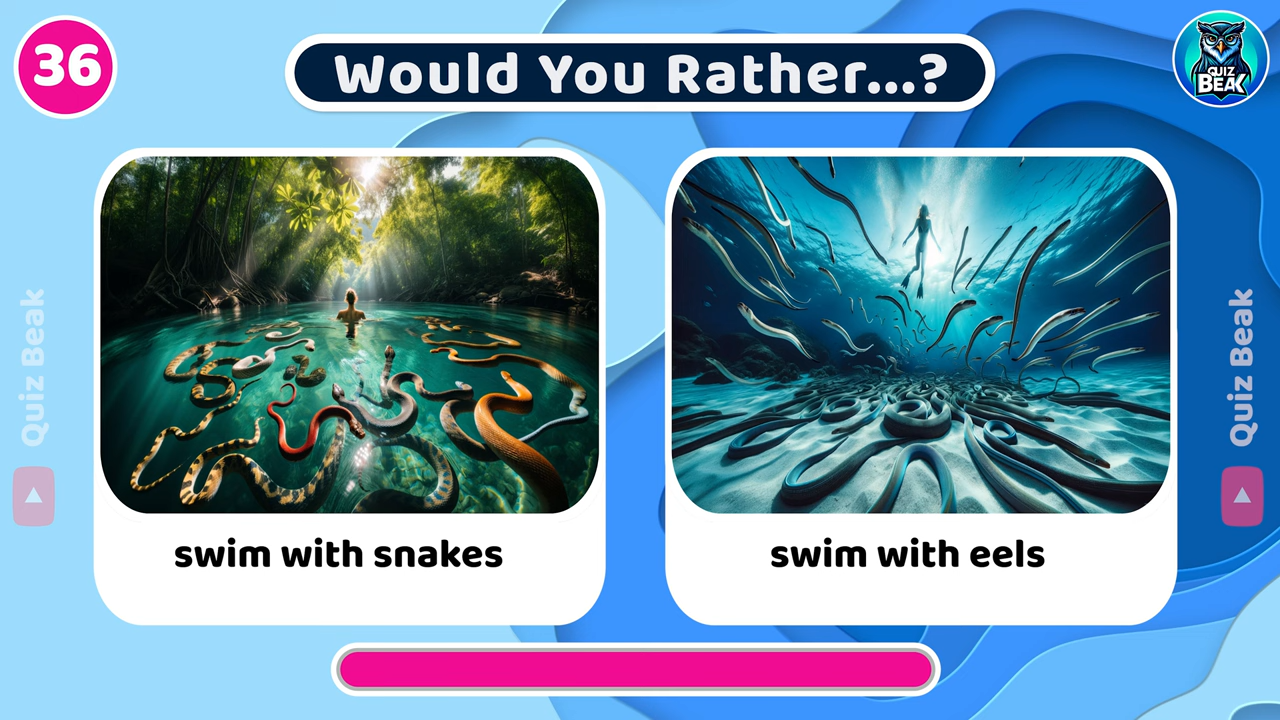 36
Would You Rather...?
QUIZ
BEAK
Quiz Beak
Quiz Beak
swim with snakes
swim with eels